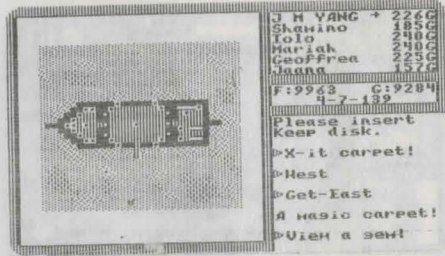 J M YANG → 226G
Shamino 185G
Iolo 240G
Mariah 240G
Geoffrea 225G
Jaana 157G
F:9963 G:9284
4-7-139
Please insert
Keep disk.
▷X-it carpet!
▷West
▷Get-East
A magic carpet!
▷View a gem!